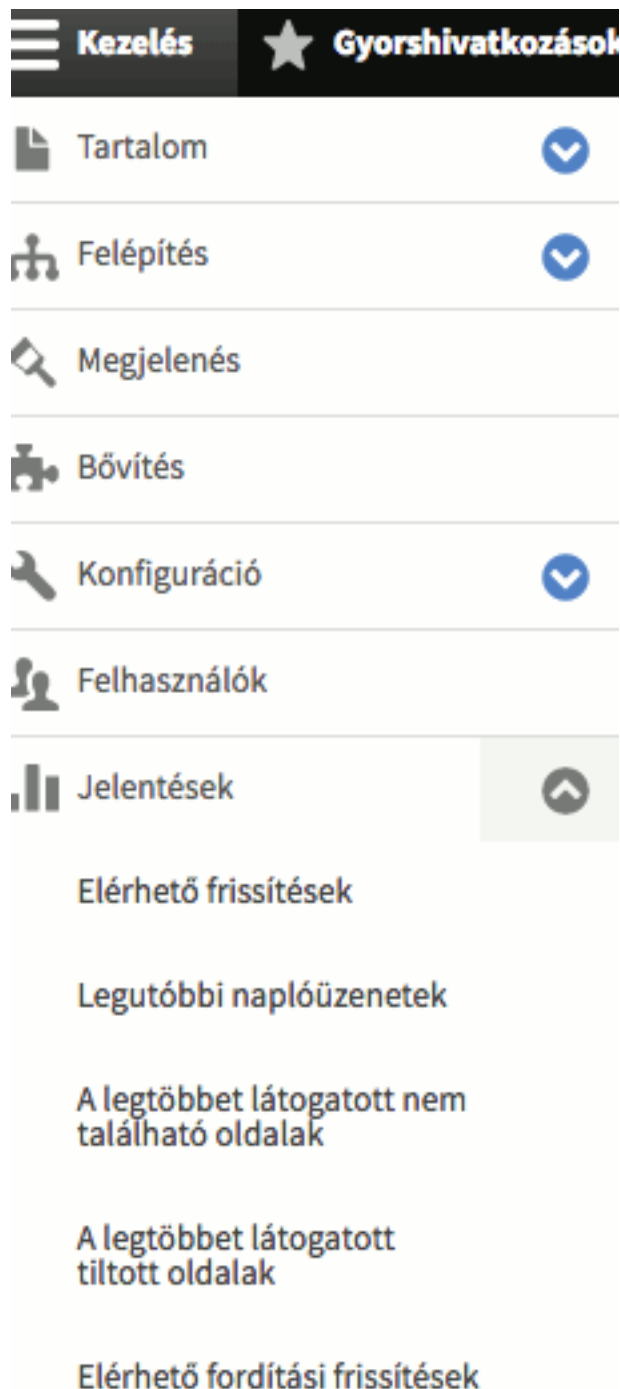 Kezelés Gyorshivatkozások
Tartalom
Felépítés
Megjelenés
Bővítés
Konfiguráció
Felhasználók
Jelentések
Elérhető frissítések
Legutóbbi naplóüzenetek
A legtöbbet látogatott nem
található oldalak
A legtöbbet látogatott
tiltott oldalak
Elérhető fordítási frissítések